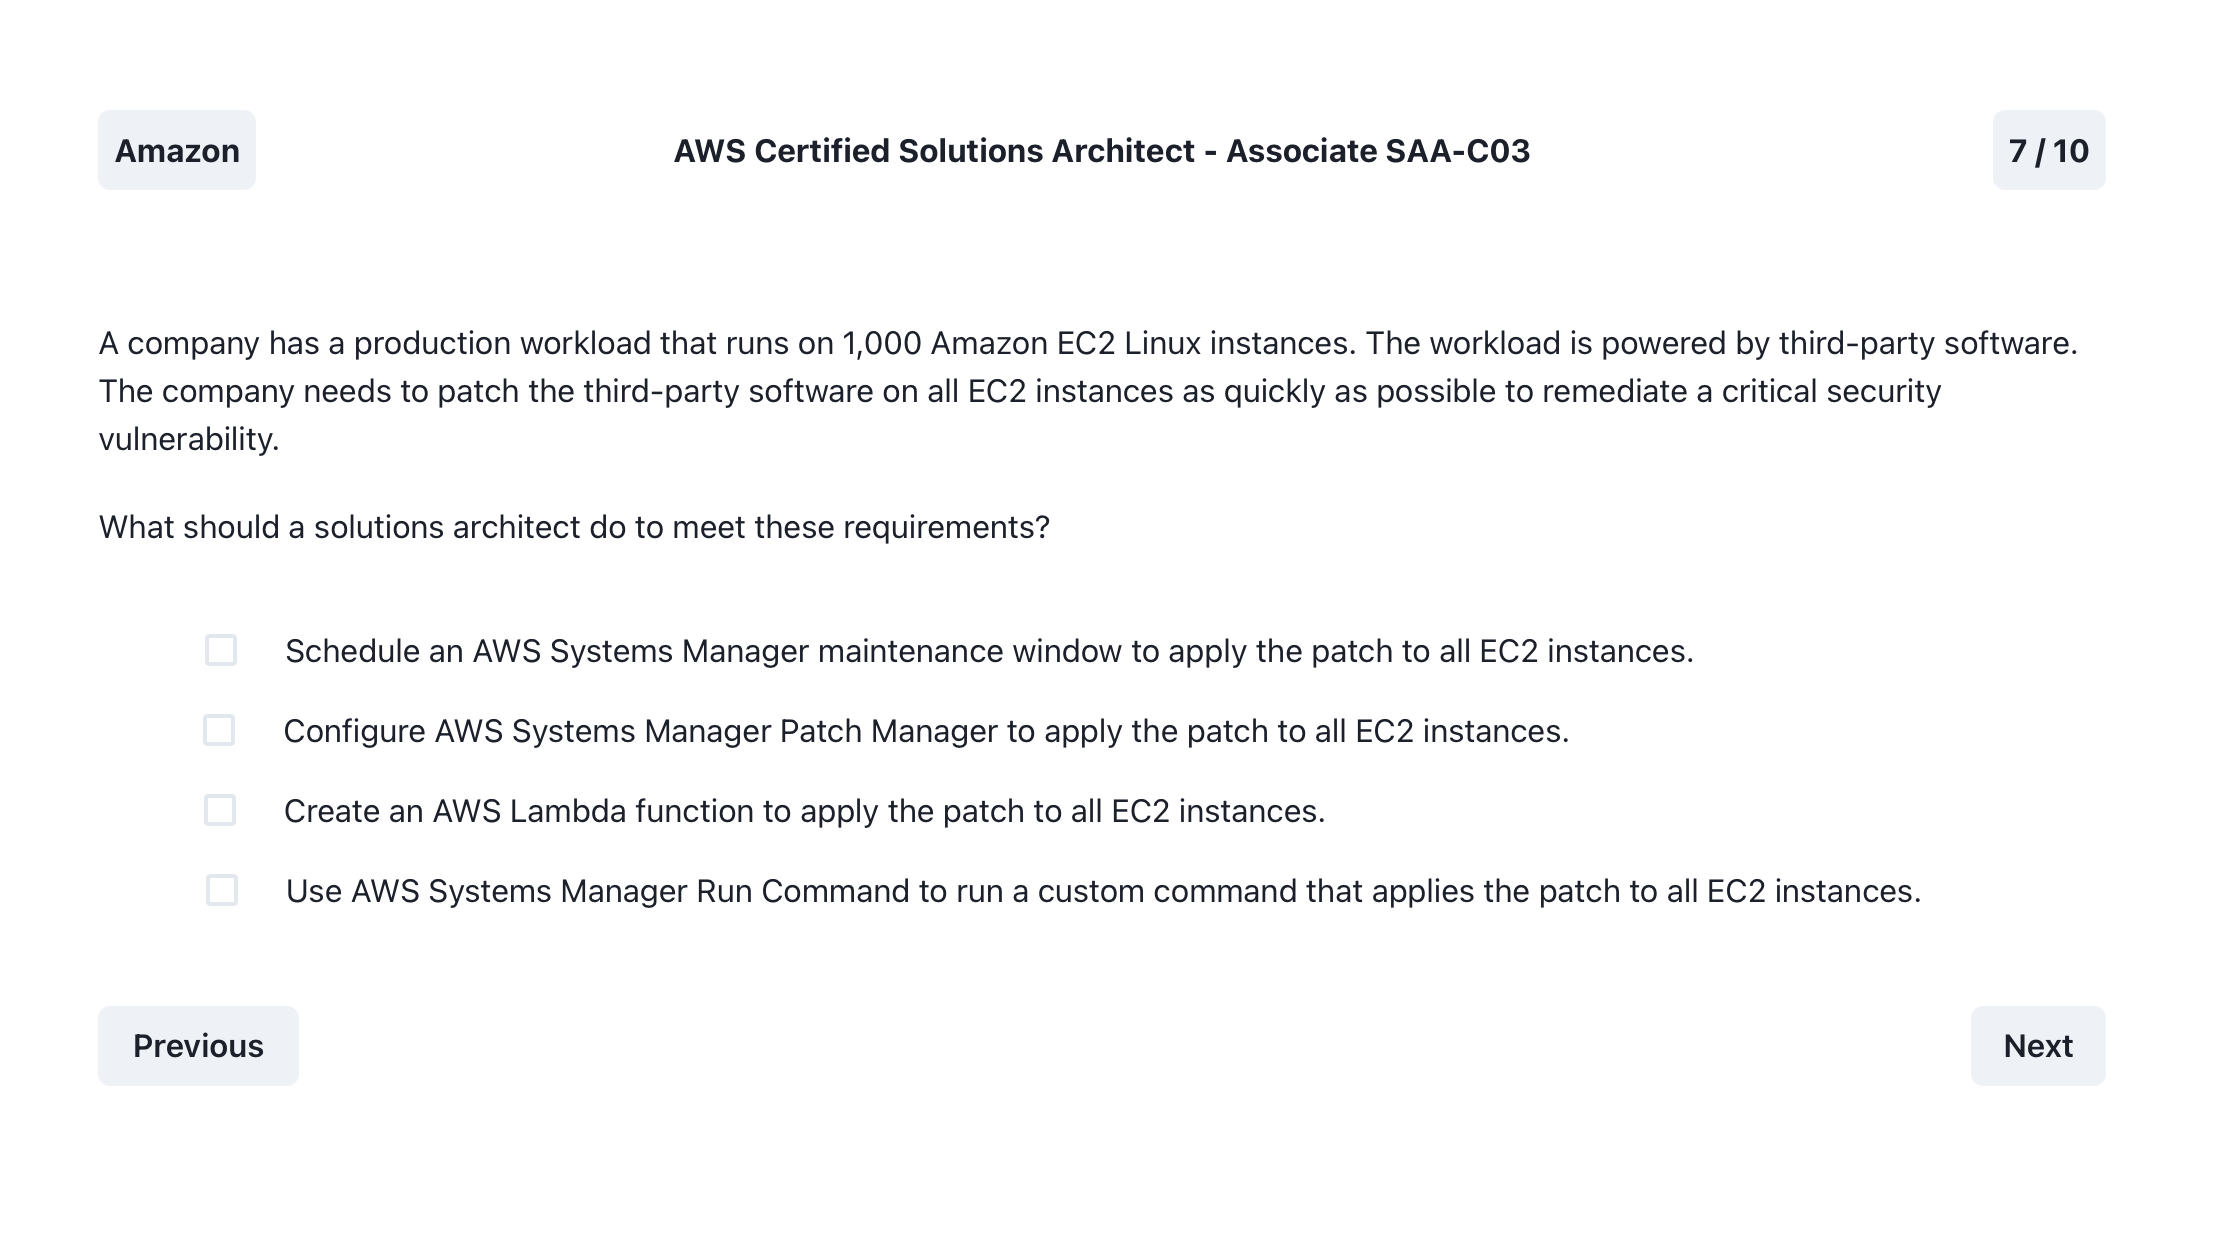 Amazon
AWS Certified Solutions Architect - Associate SAA-C03
7 / 10
A company has a production workload that runs on 1,000 Amazon EC2 Linux instances. The workload is powered by third-party software.
The company needs to patch the third-party software on all EC2 instances as quickly as possible to remediate a critical security
vulnerability.
What should a solutions architect do to meet these requirements?
Schedule an AWS Systems Manager maintenance window to apply the patch to all EC2 instances.
Configure AWS Systems Manager Patch Manager to apply the patch to all EC2 instances.
Create an AWS Lambda function to apply the patch to all EC2 instances.
Use AWS Systems Manager Run Command to run a custom command that applies the patch to all EC2 instances.
Previous
Next